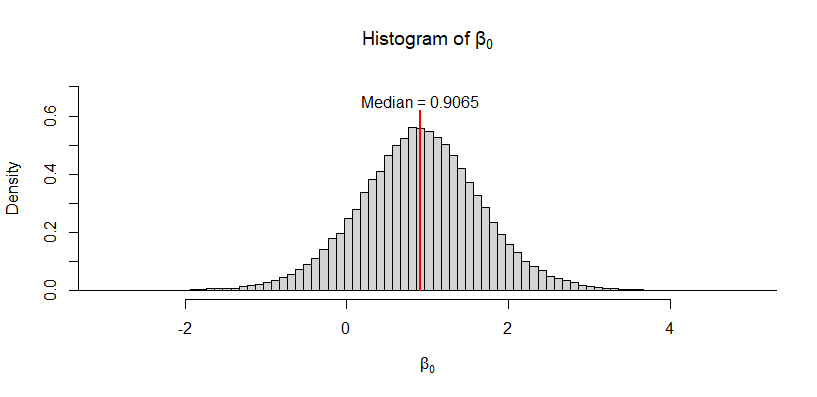 Histogram of β₀
Median = 0.9065
Density
0.6
0.4
0.2
0.0
-2 0 2 4
β₀